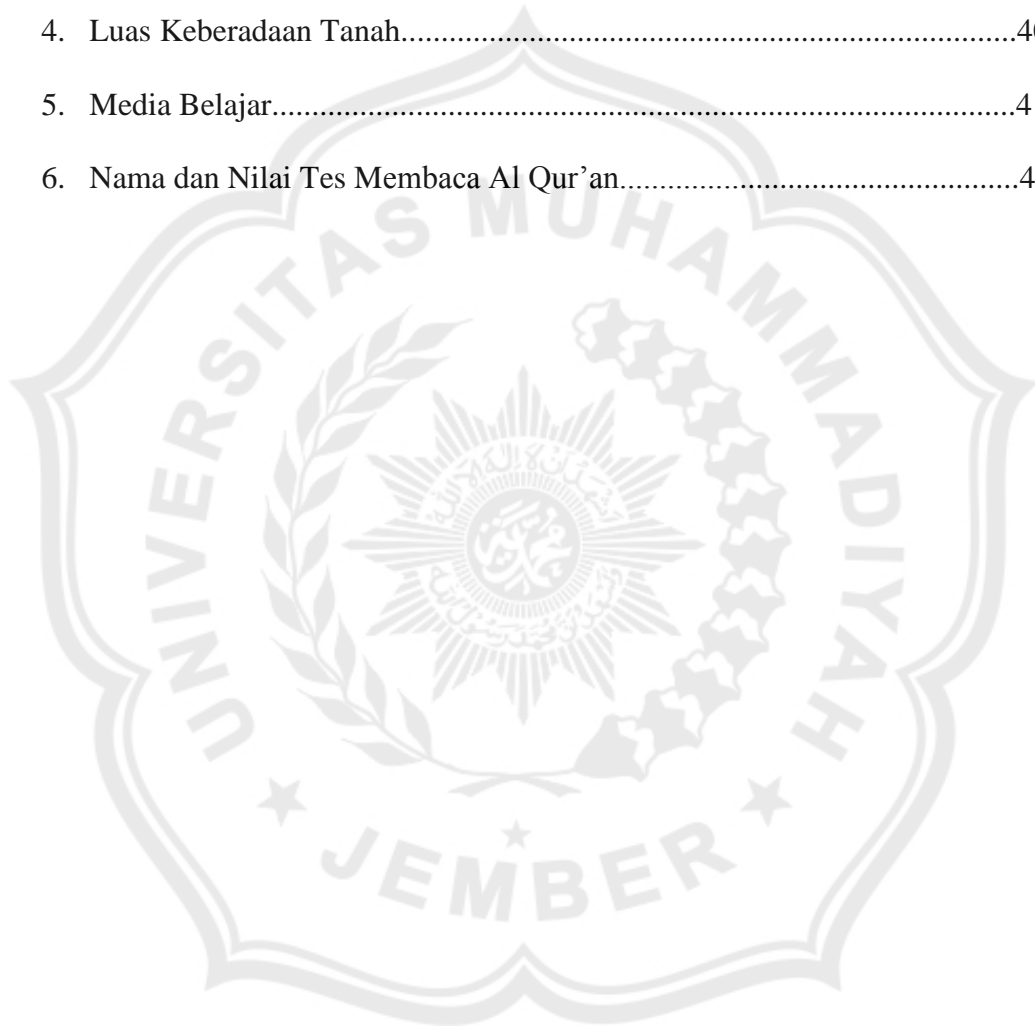 4. Luas Keberadaan Tanah.............................................................................4
5. Media Belajar.............................................................................................4
6. Nama dan Nilai Tes Membaca Al Qur’an..................................................4
UNIVERSITAS MUHAMMADIYAH
JEMBER